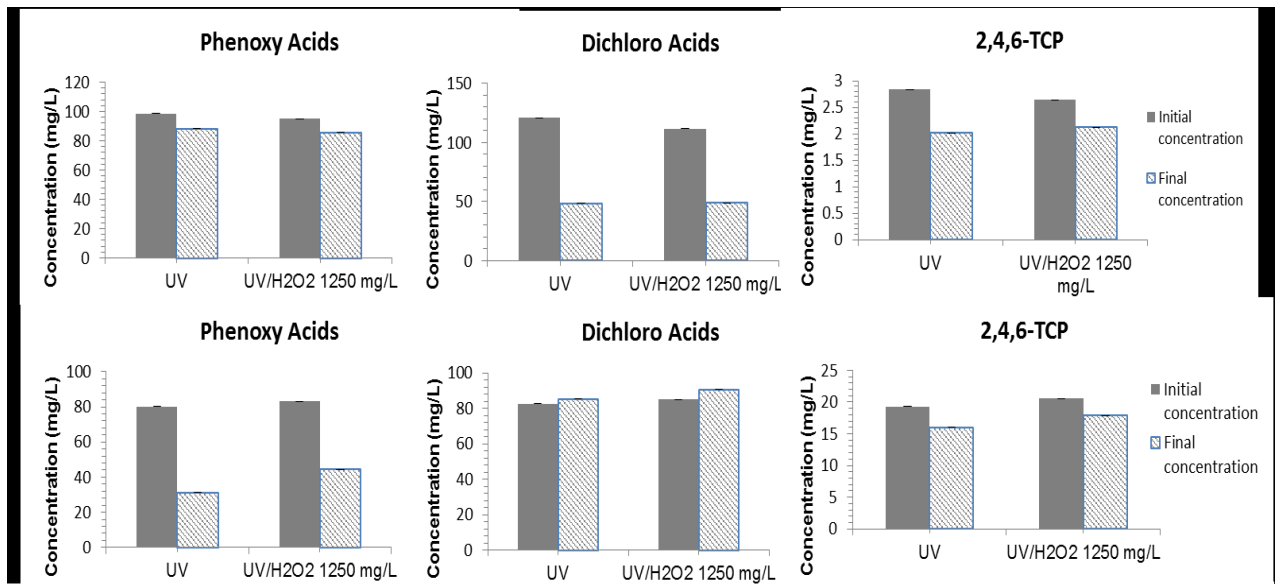 Phenoxy Acids
Concentration (mg/L)
120
100
80
60
40
20
0
UV
UV/H2O2 1250 mg/L
Dichloro Acids
Concentration (mg/L)
150
100
50
0
UV
UV/H2O2 1250 mg/L
2,4,6-TCP
Concentration (mg/L)
3
2.5
2
1.5
1
0.5
0
UV
UV/H2O2 1250
mg/L
Initial
concentration
Final
concentration
Phenoxy Acids
Concentration (mg/L)
100
80
60
40
20
0
UV
UV/H2O2 1250 mg/L
Dichloro Acids
Concentration (mg/L)
100
80
60
40
20
0
UV
UV/H2O2 1250 mg/L
2,4,6-TCP
Concentration (mg/L)
25
20
15
10
5
0
UV
UV/H2O2 1250 mg/L
Initial
concentration
Final
concentration